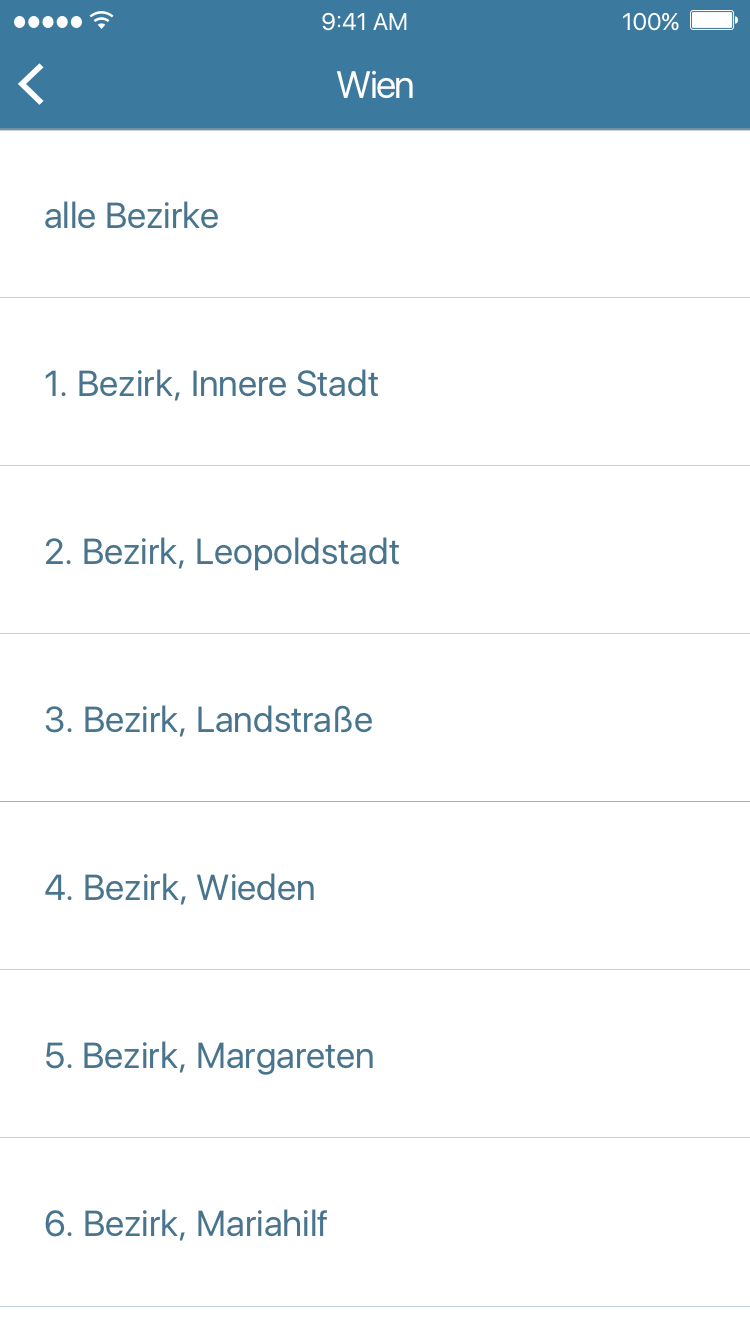 9:41 AM
100%
Wien
alle Bezirke
1. Bezirk, Innere Stadt
2. Bezirk, Leopoldstadt
3. Bezirk, Landstraße
4. Bezirk, Wieden
5. Bezirk, Margareten
6. Bezirk, Mariahilf